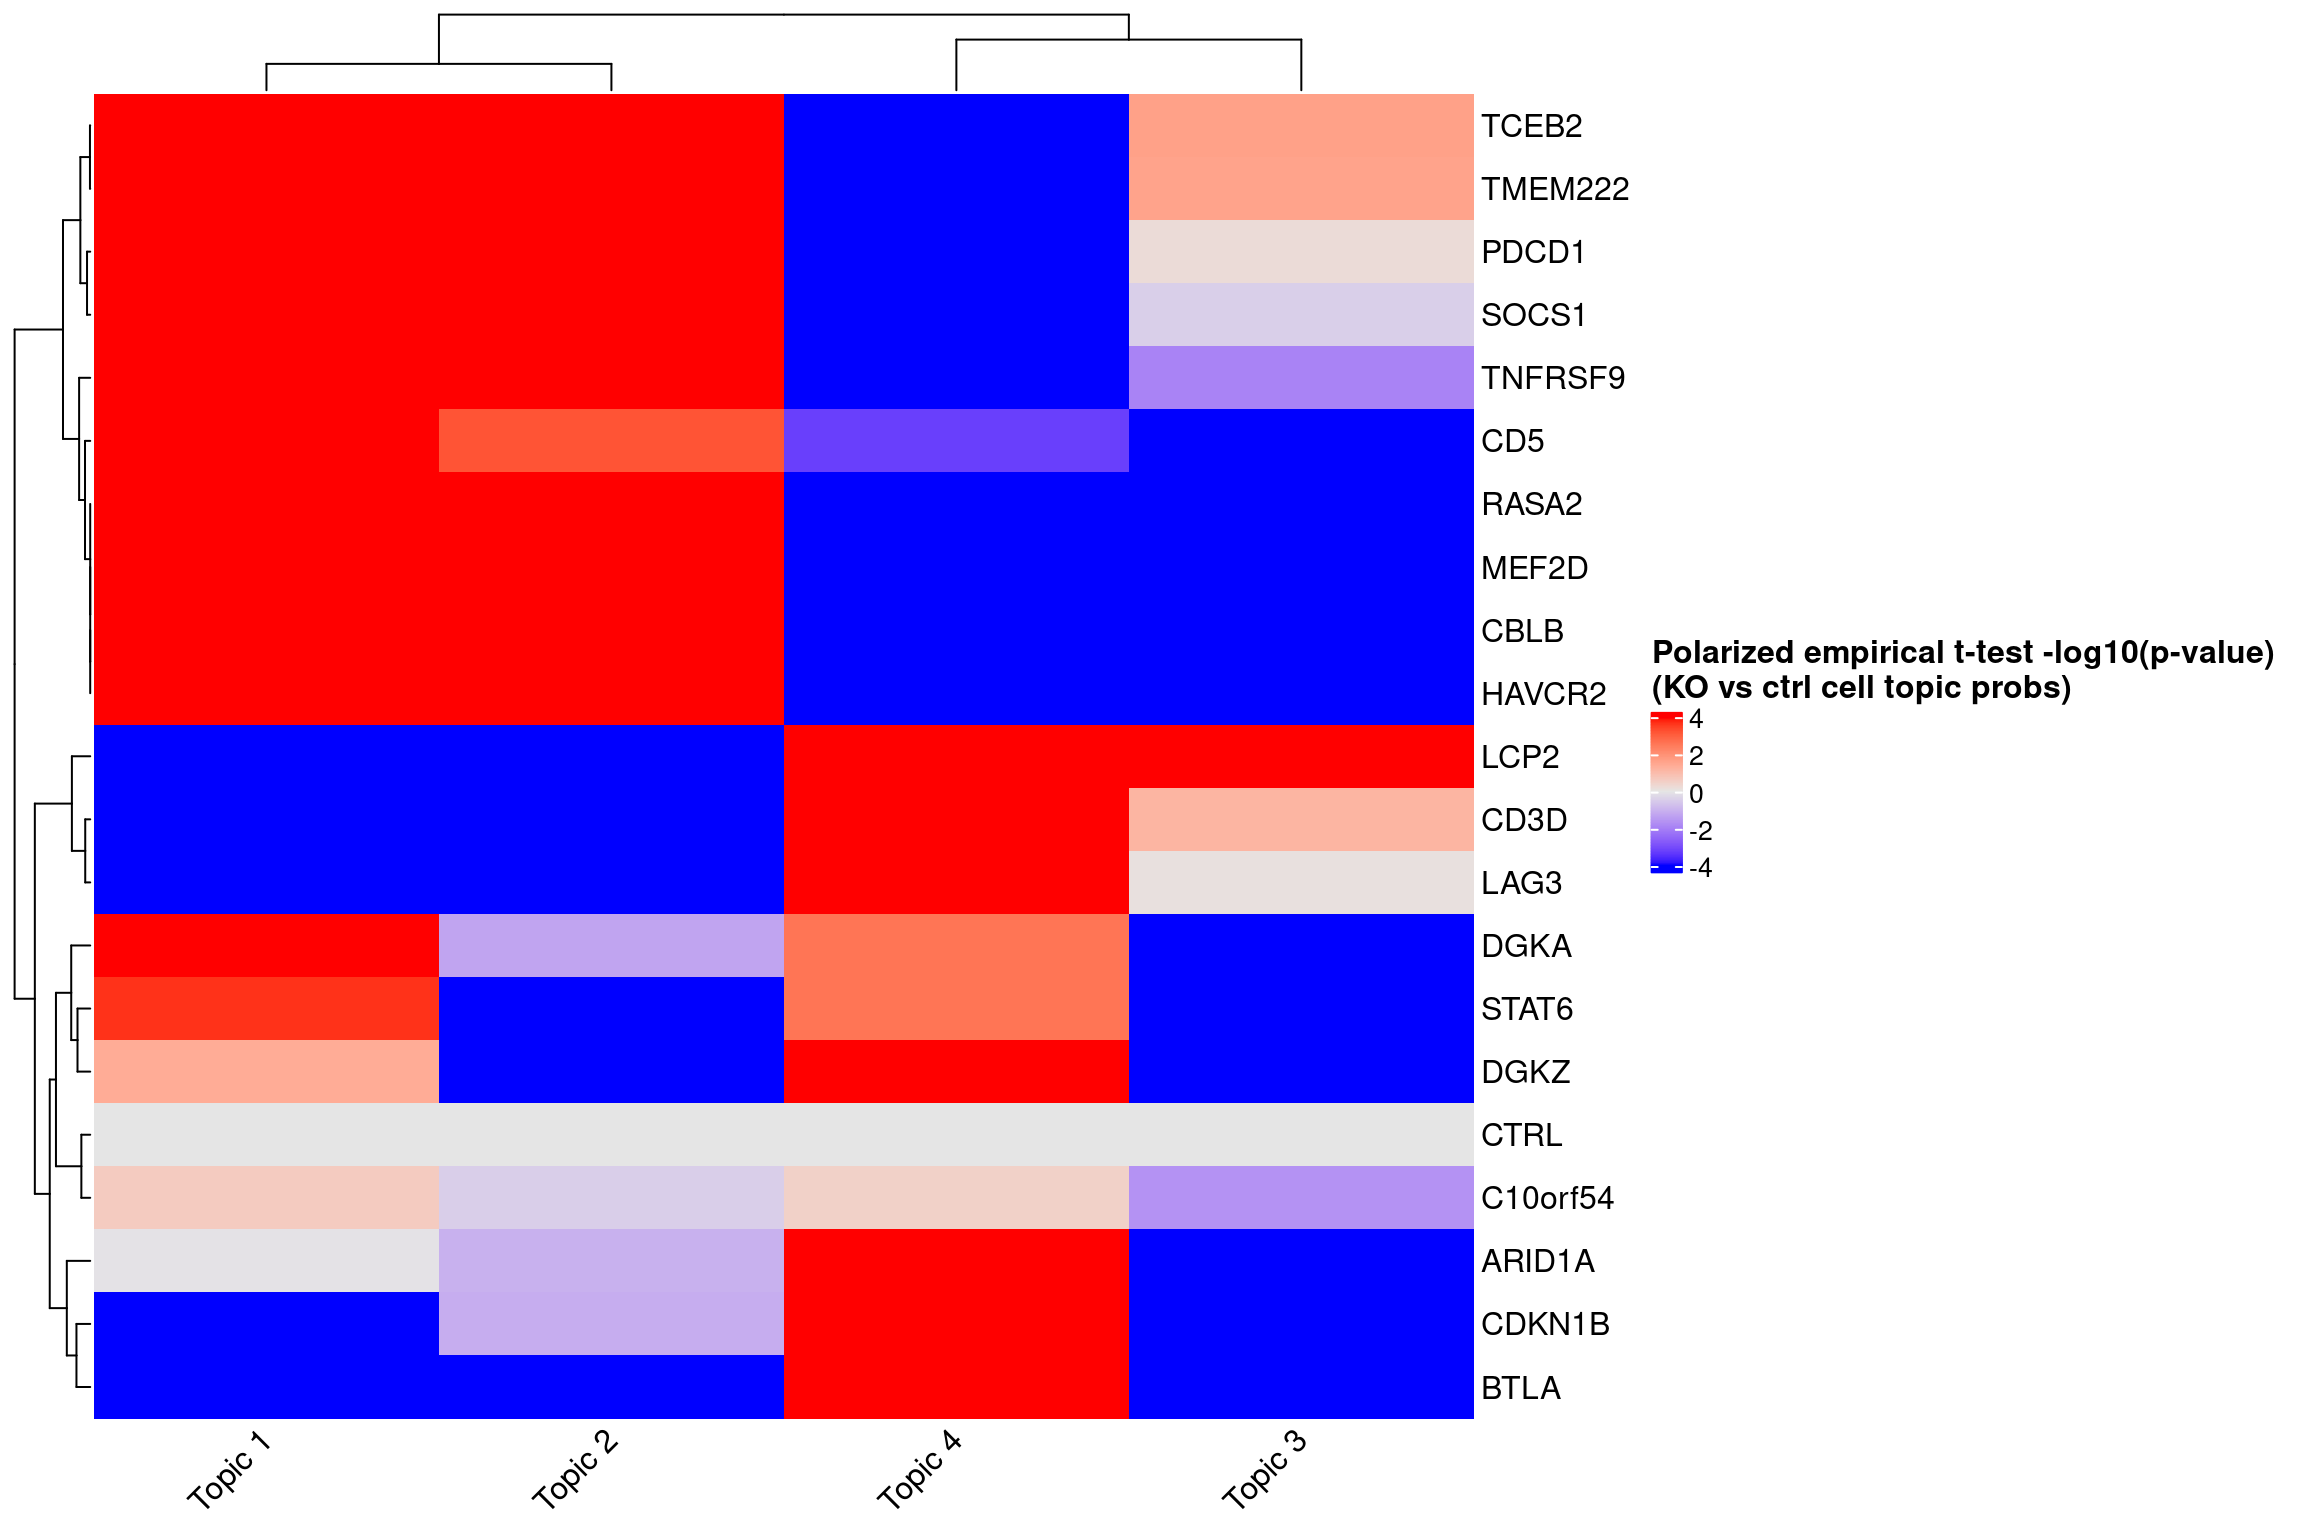 TCEB2
TMEM222
PDCD1
SOCS1
TNFRSF9
CD5
RASA2
MEF2D
CBLB
HAVCR2
LCP2
CD3D
LAG3
DGKA
STAT6
DGKZ
CTRL
C10orf54
ARID1A
CDKN1B
BTLA
Topic 1
Topic 2
Topic 4
Topic 3
Polarized empirical t-test -log10(p-value)
(KO vs ctrl cell topic probs)
4
2
0
-2
-4